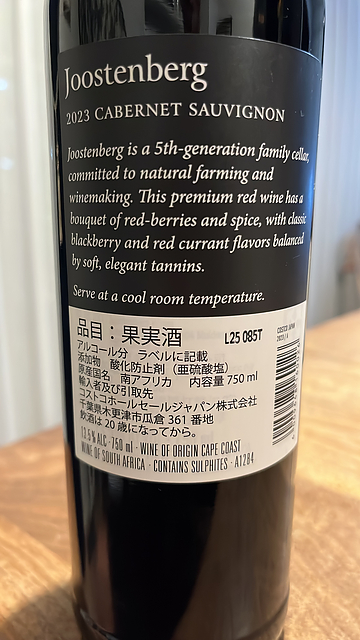 Joostenberg
2023 CABERNET SAUVIGNON
Joostenberg is a 5th-generation family cellar,
committed to natural farming and
winemaking. This premium red wine has a
bouquet of red-berries and spice, with classic
blackberry and red currant flavors balanced
by soft, elegant tannins.
Serve at a cool room temperature.
品目：果実酒 L25 085T
アルコール分 ラベルに記載
添加物 酸化防止剤（亜硫酸塩）
原産国名 南アフリカ 内容量 750 ml
輸入者及び引取先
コストコホールセールジャパン株式会社
千葉県木更津市瓜倉 361 番地
飲酒は 20 歳になってから。
13.5% ALC · 750 ml · WINE OF ORIGIN CAPE COAST
WINE OF SOUTH AFRICA · CONTAINS SULPHITES · A1284
COSTCO JAPAN